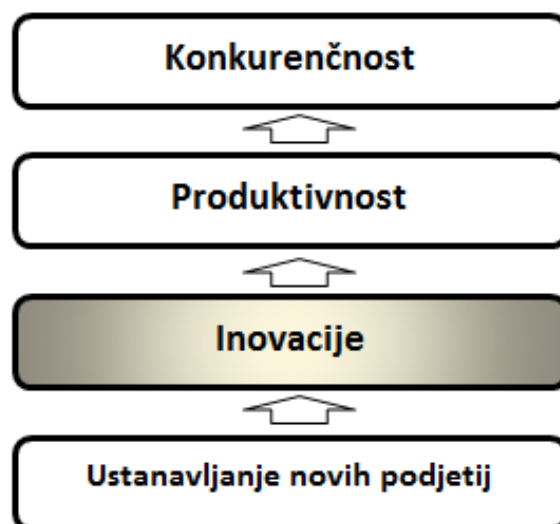 Konkurenčnost
Produktivnost
Inovacije
Ustanavljanje novih podjetij